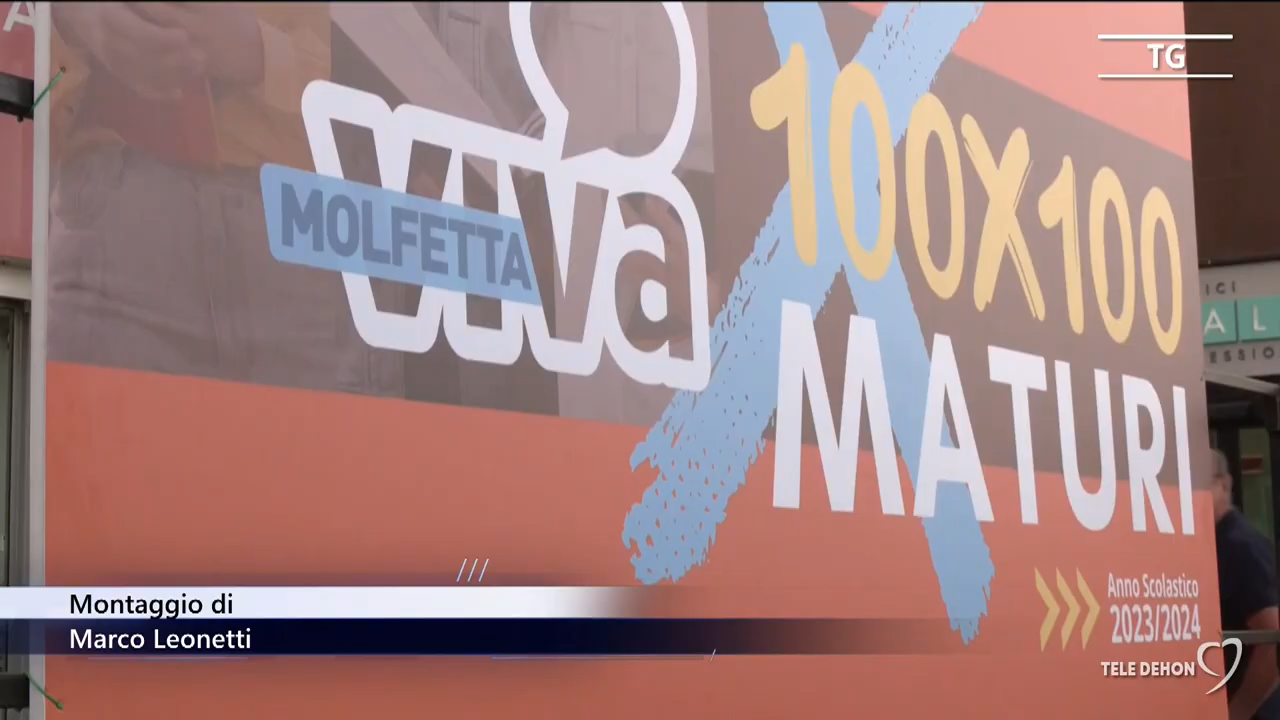 TG
VIVa
MOLFETTA
100X100
MATURI
Anno Scolastico
2023/2024
Montaggio di
Marco Leonetti
TELE DEHON